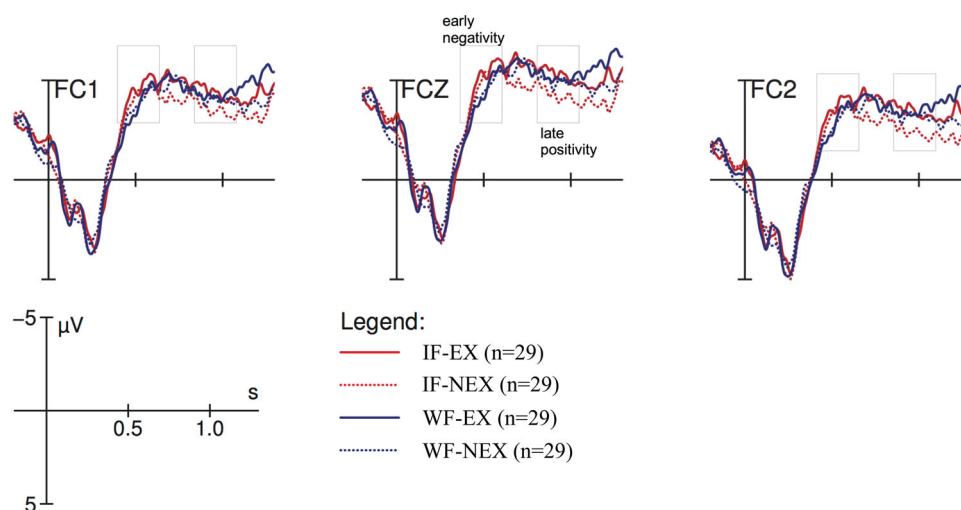 early
negativity
FC1
FCZ
FC2
late
positivity
−5
μV
s
0.5
1.0
5
Legend:
IF-EX (n=29)
IF-NEX (n=29)
WF-EX (n=29)
WF-NEX (n=29)